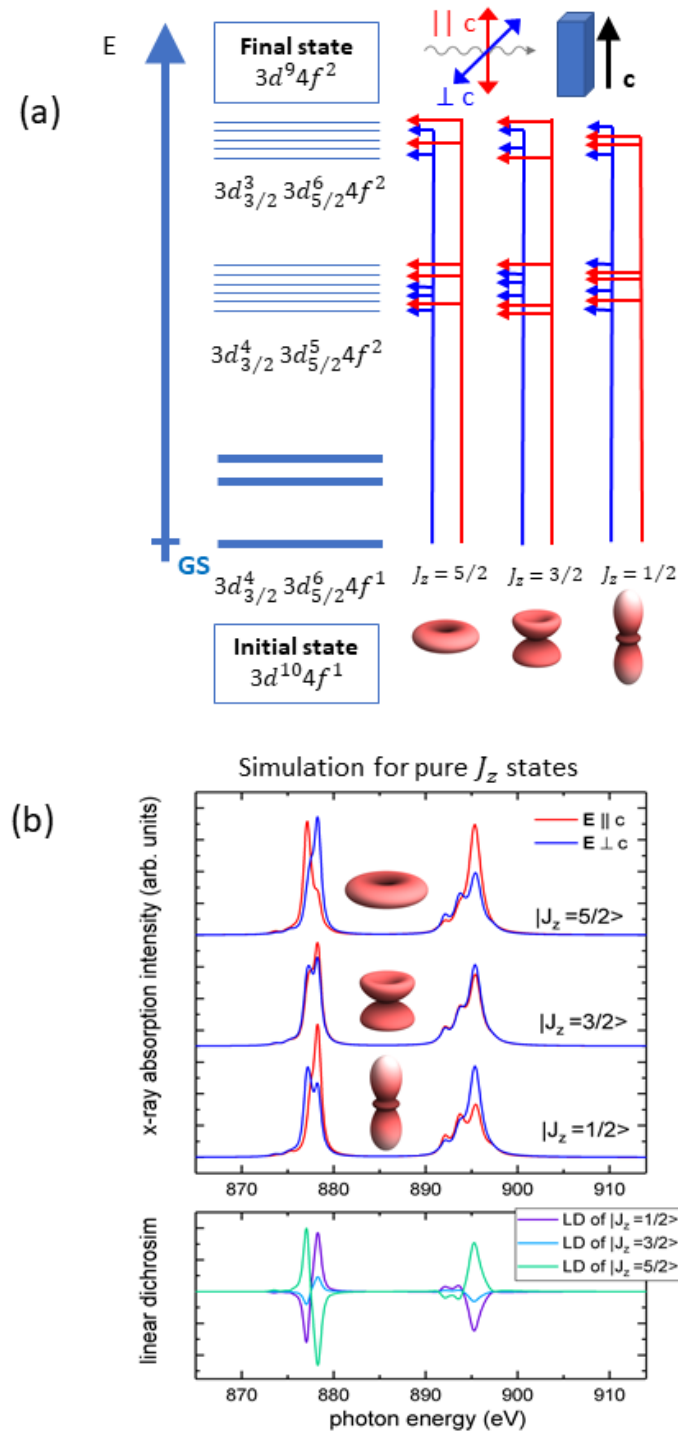 E
Final state
3d⁹4f²
|| c
⊥ c
c
(a)
3d³₃/₂ 3d⁶₅/₂4f²
3d⁴₃/₂ 3d⁵₅/₂4f²
GS
3d⁴₃/₂ 3d⁶₅/₂4f¹
J_z = 5/2
J_z = 3/2
J_z = 1/2
Initial state
3d¹⁰4f¹
(b)
Simulation for pure J_z states
x-ray absorption intensity (arb. units)
E || c
E ⊥ c
|J_z =5/2>
|J_z =3/2>
|J_z =1/2>
870 880 890 900 910
linear dichrosim
LD of |J_z =1/2>
LD of |J_z =3/2>
LD of |J_z =5/2>
870 880 890 900 910
photon energy (eV)